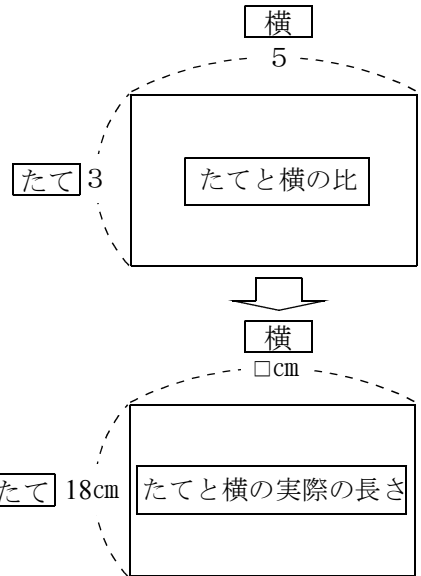 横
5
たて 3
たてと横の比
横
□cm
たて 18cm
たてと横の実際の長さ